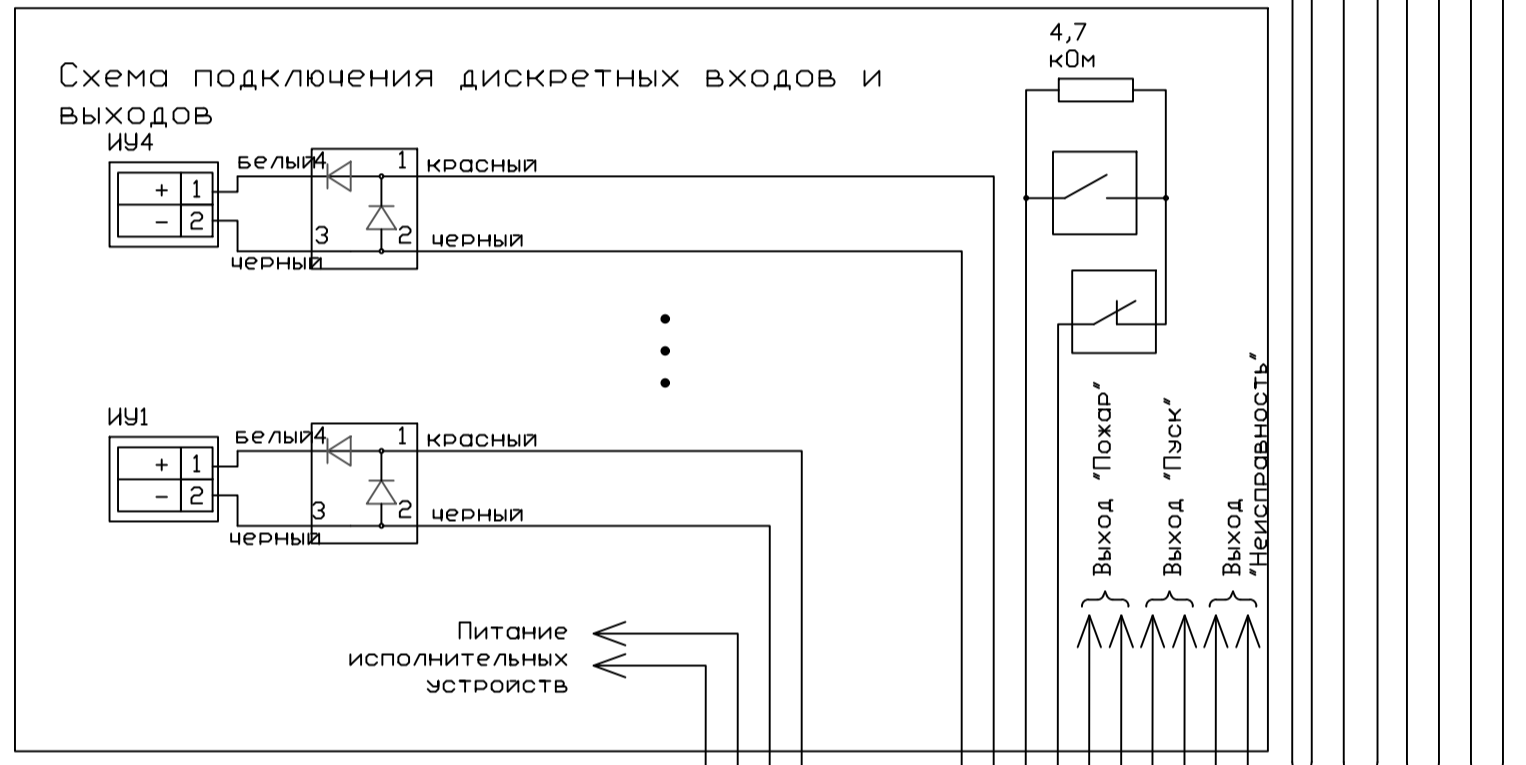 4,7
кОм
Схема подключения дискретных входов и
выходов
ИУ4
белый
4
1
красный
+ 1
- 2
3
2
черный
черный
ИУ1
белый
4
1
красный
+ 1
- 2
3
2
черный
черный
Выход "Пожар"
Выход "Пуск"
Выход
"Неисправность"
Питание
исполнительных
устройств